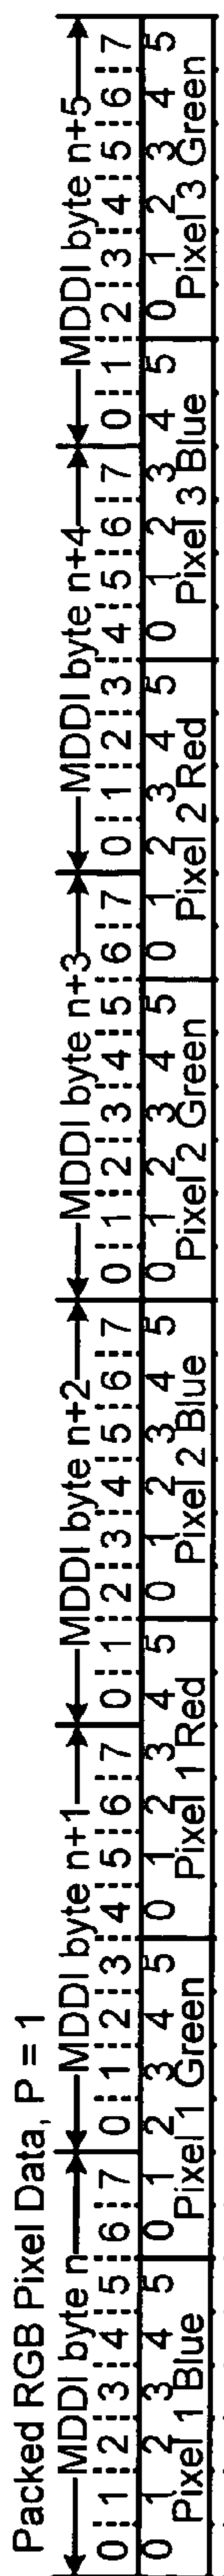 Packed RGB Pixel Data, P = 1
MDDI byte n MDDI byte n+1 MDDI byte n+2 MDDI byte n+3 MDDI byte n+4 MDDI byte n+5
0 1 2 3 4 5 6 7 0 1 2 3 4 5 6 7 0 1 2 3 4 5 6 7 0 1 2 3 4 5 6 7 0 1 2 3 4 5 6 7 0 1 2 3 4 5 6 7
0 1 2 3 4 5 0 1 2 3 4 5 0 1 2 3 4 5 0 1 2 3 4 5 0 1 2 3 4 5 0 1 2 3 4 5 0 1 2 3 4 5 0 1 2 3 4 5
Pixel 1 Blue Pixel 1 Green Pixel 1 Red Pixel 2 Blue Pixel 2 Green Pixel 2 Red Pixel 3 Blue Pixel 3 Green